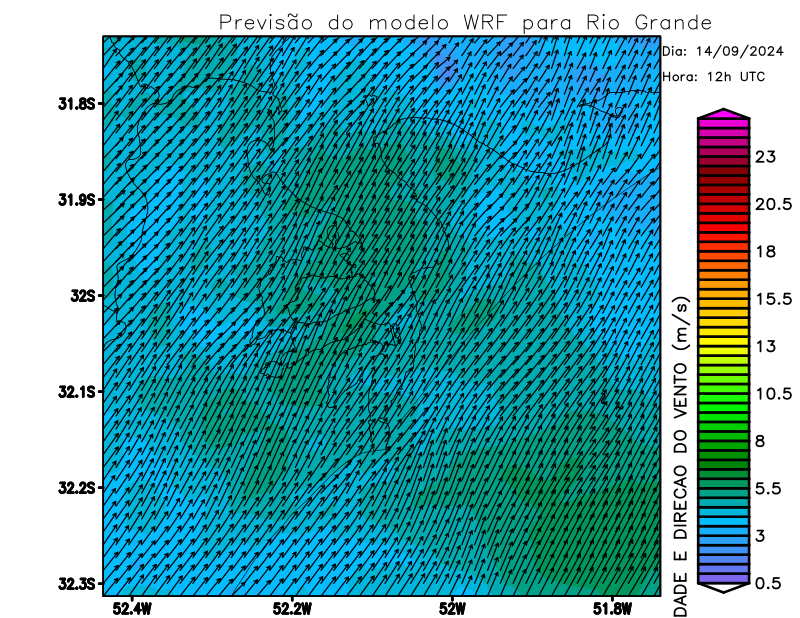 Previsão do modelo WRF para Rio Grande
Dia: 14/09/2024
Hora: 12h UTC
31.8S
31.9S
32S
32.1S
32.2S
32.3S
52.4W
52.2W
52W
51.8W
DADE E DIRECAO DO VENTO (m/s)
23
20.5
18
15.5
13
10.5
8
5.5
3
0.5